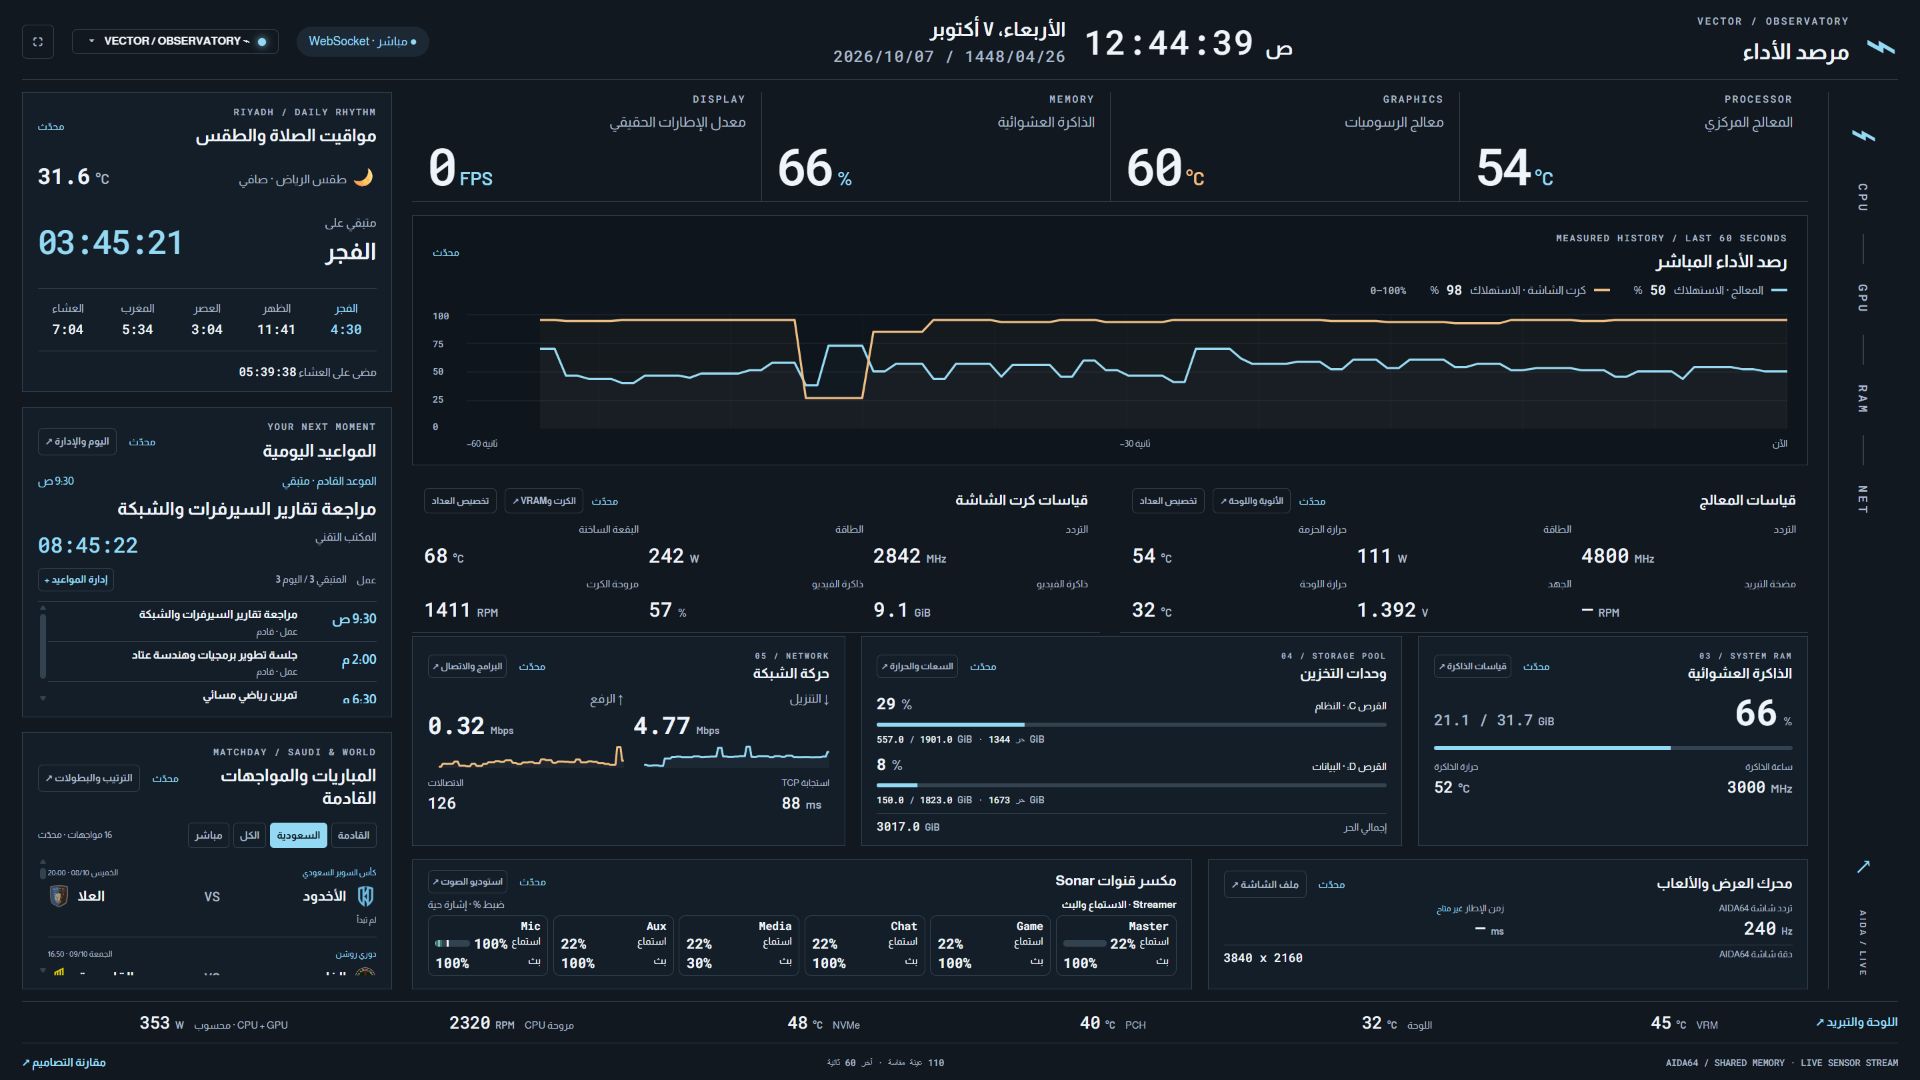 VECTOR / OBSERVATORY
مرصد الأداء
12:44:39 ص
الأربعاء، ٧ أكتوبر
2026/10/07 / 1448/04/26
مباشر · WebSocket
VECTOR / OBSERVATORY
PROCESSOR
المعالج المركزي
54 °C
GRAPHICS
معالج الرسوميات
60 °C
MEMORY
الذاكرة العشوائية
66 %
DISPLAY
معدل الإطارات الحقيقي
0 FPS
CPU
GPU
RAM
NET
AIDA / LIVE
MEASURED HISTORY / LAST 60 SECONDS
رصد الأداء المباشر
محدّث
المعالج · الاستهلاك 50 %
كرت الشاشة · الاستهلاك 98 %
0–100%
100
75
50
25
0
−60 ثانية
−30 ثانية
الآن
قياسات المعالج
محدّث
الأنوية واللوحة ↗
تخصيص العداد
التردد
4800 MHz
الطاقة
111 W
حرارة الحزمة
54 °C
مضخة التبريد
— RPM
الجهد
1.392 V
حرارة اللوحة
32 °C
قياسات كرت الشاشة
محدّث
الكرت وVRAM ↗
تخصيص العداد
التردد
2842 MHz
الطاقة
242 W
البقعة الساخنة
68 °C
ذاكرة الفيديو
9.1 GiB
ذاكرة الفيديو
57 %
مروحة الكرت
1411 RPM
03 / SYSTEM RAM
الذاكرة العشوائية
محدّث
قياسات الذاكرة ↗
66 %
21.1 / 31.7 GiB
ساعة الذاكرة
3000 MHz
حرارة الذاكرة
52 °C
04 / STORAGE POOL
وحدات التخزين
محدّث
السعات والحرارة ↗
القرص C: النظام
29 %
557.0 / 1901.0 GiB · 1344 حر GiB
القرص D: البيانات
8 %
150.0 / 1823.0 GiB · 1673 حر GiB
إجمالي الحر
3017.0 GiB
05 / NETWORK
حركة الشبكة
محدّث
البرامج والاتصال ↗
↓ التنزيل
4.77 Mbps
↑ الرفع
0.32 Mbps
استجابة TCP
88 ms
الاتصالات
126
محرك العرض والألعاب
محدّث
ملف الشاشة ↗
تردد شاشة AIDA64
240 Hz
زمن الإطار غير متاح
— ms
دقة شاشة AIDA64
3840 x 2160
مكسر قنوات Sonar
محدّث
استوديو الصوت ↗
Streamer · الاستماع والبث
ضبط % · إشارة حية
Master
استماع 22%
بث 100%
Game
استماع 22%
بث 100%
Chat
استماع 22%
بث 100%
Media
استماع 22%
بث 30%
Aux
استماع 22%
بث 100%
Mic
استماع 100%
بث 100%
RIYADH / DAILY RHYTHM
مواقيت الصلاة والطقس
محدّث
طقس الرياض · صافي
31.6 °C
متبقي على
الفجر
03:45:21
الفجر
4:30
الظهر
11:41
العصر
3:04
المغرب
5:34
العشاء
7:04
مضى على العشاء 05:39:38
YOUR NEXT MOMENT
المواعيد اليومية
محدّث
اليوم والإدارة ↗
الموعد القادم · متبقي
9:30 ص
مراجعة تقارير السيرفرات والشبكة
المكتب التقني
08:45:22
عمل
المتبقي 3 / اليوم 3
إدارة المواعيد +
9:30 ص
مراجعة تقارير السيرفرات والشبكة
عمل · قادم
2:00 م
جلسة تطوير برمجيات وهندسة عتاد
عمل · قادم
6:30 م
تمرين رياضي مسائي
MATCHDAY / SAUDI & WORLD
المباريات والمواجهات القادمة
محدّث
الترتيب والبطولات ↗
القادمة
السعودية
الكل
مباشر
16 مواجهات · محدّث
كأس السوبر السعودي
الخميس 08/10 · 20:00
الأخدود
VS
العلا
لم تبدأ
دوري روشن
الجمعة 09/10 · 16:50
VS
اللوحة والتبريد ↗
VRM 45 °C
اللوحة 32 °C
PCH 40 °C
NVMe 48 °C
مروحة CPU 2320 RPM
CPU + GPU · محسوب 353 W
AIDA64 / SHARED MEMORY · LIVE SENSOR STREAM
110 عينة مقاسة · آخر 60 ثانية
مقارنة التصاميم ↗